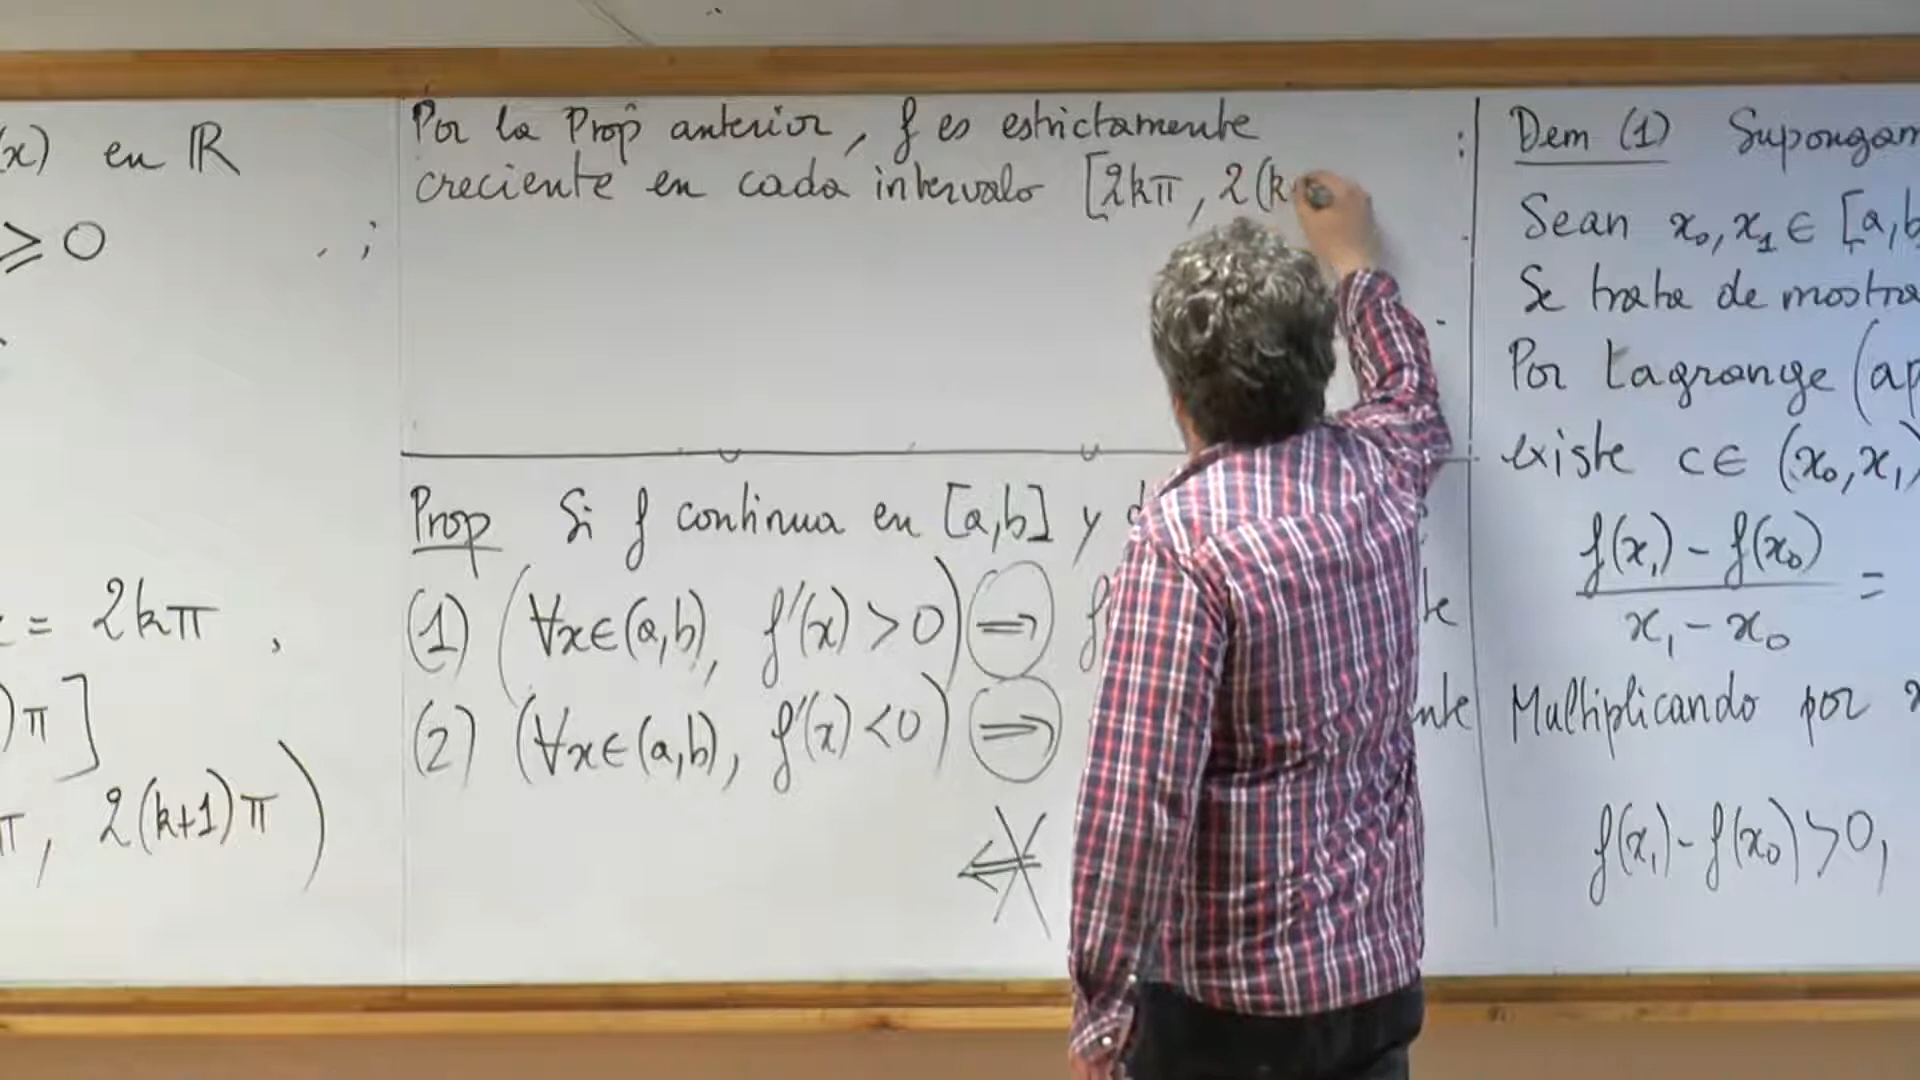 (x) en ℝ
≥ 0
= 2kπ ,
)π]
π, 2(k+1)π)
Por la Prop anterior, f es estrictamente
creciente en cada intervalo [2kπ, 2(k
Prop Si f continua en [a,b] y d
(1) (∀x∈(a,b), f'(x) > 0) ⇒ f
(2) (∀x∈(a,b), f'(x) < 0) ⇒ nte
⇍
Dem (1) Supongam
Sean x₀, x₁ ∈ [a,b
Se trata de mostra
Por Lagrange (ap
existe c ∈ (x₀, x₁)
f(x₁) - f(x₀)
=
x₁ - x₀
Multiplicando por x
f(x₁) - f(x₀) > 0,